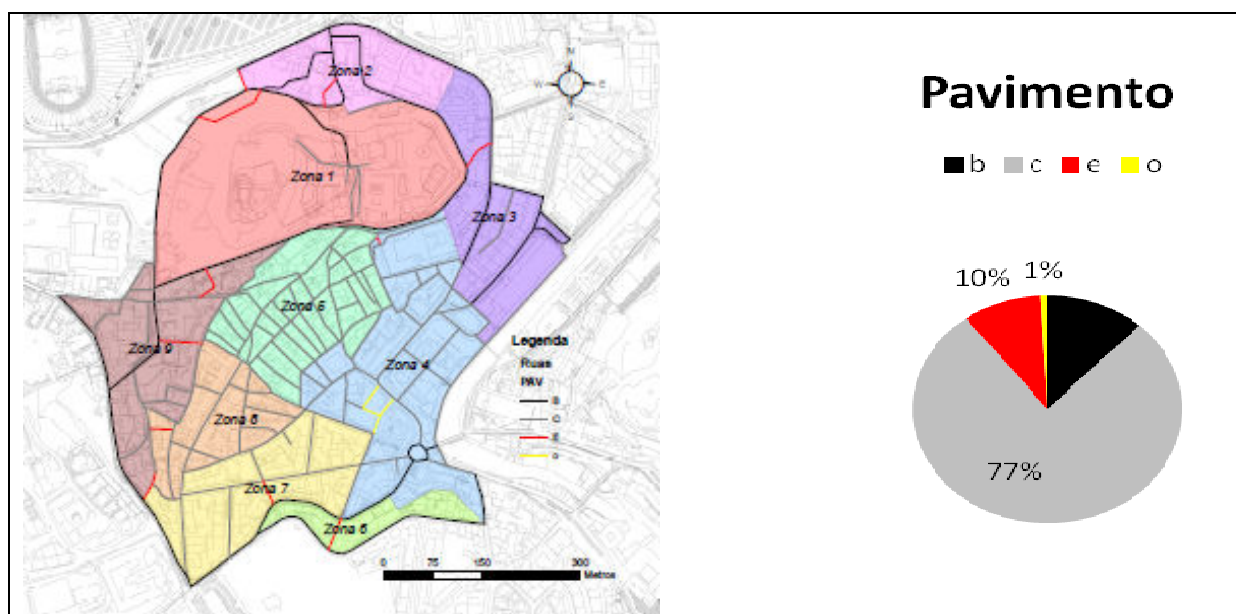 Zona 2
N
W E
S
Zona 1
Zona 3
Zona 5
Zona 9
Zona 4
Zona 8
Zona 7
Zona 6
Legenda
Ruas
PAV
B
C
E
o
0 75 150 300
Metros
Pavimento
b c e o
10% 1%
77%